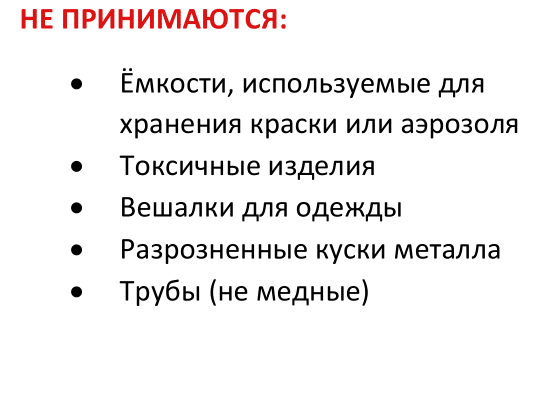 НЕ ПРИНИМАЮТСЯ:
• Ёмкости, используемые для
хранения краски или аэрозоля
• Токсичные изделия
• Вешалки для одежды
• Разрозненные куски металла
• Трубы (не медные)